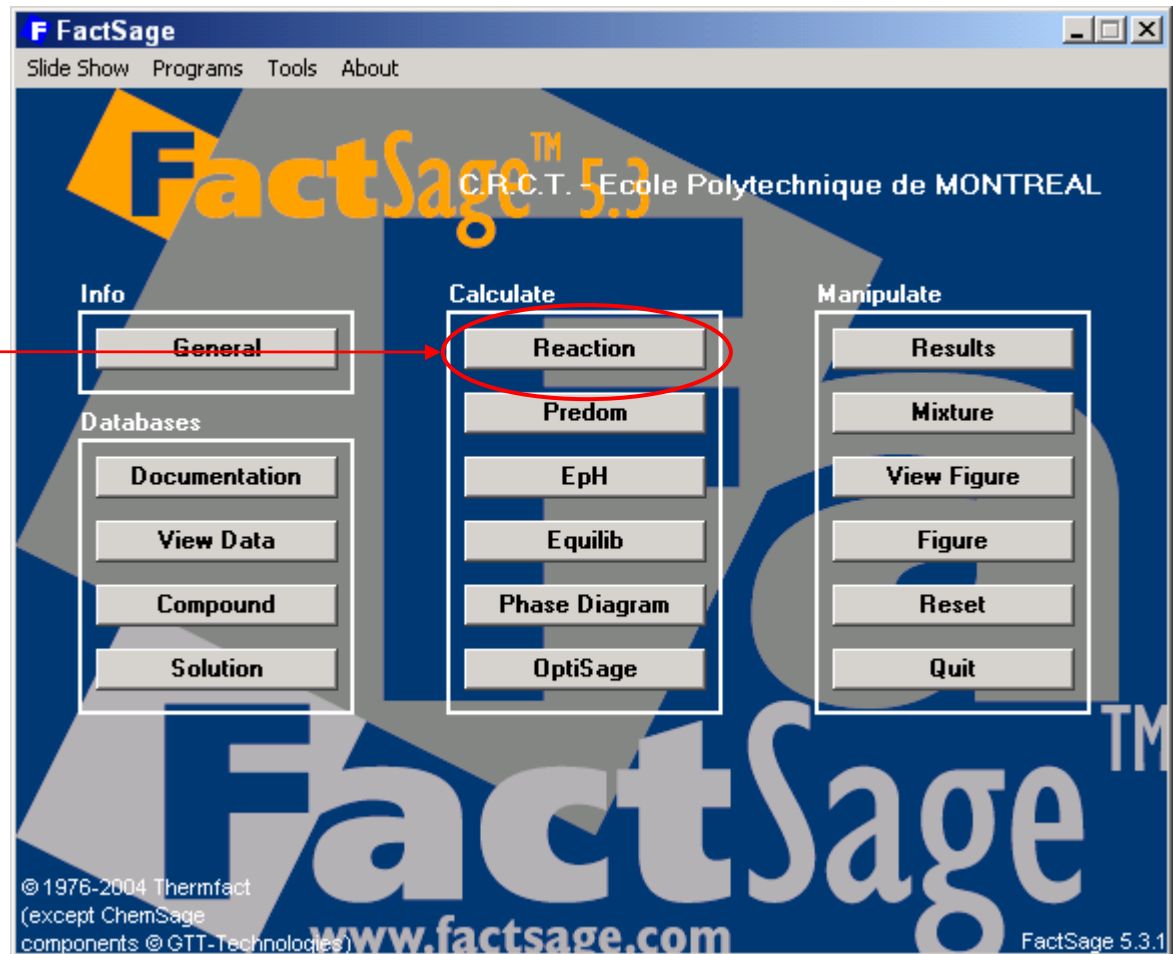 FactSage
Slide Show Programs Tools About
FactSage™ 5.3
C.R.C.T. - Ecole Polytechnique de MONTREAL
Info
General
Databases
Documentation
View Data
Compound
Solution
Calculate
Reaction
Predom
EpH
Equilib
Phase Diagram
OptiSage
Manipulate
Results
Mixture
View Figure
Figure
Reset
Quit
Fa
FactSage™
©1976-2004 Thermfact
(except ChemSage
components © GTT-Technologies)
www.factsage.com
FactSage 5.3.1